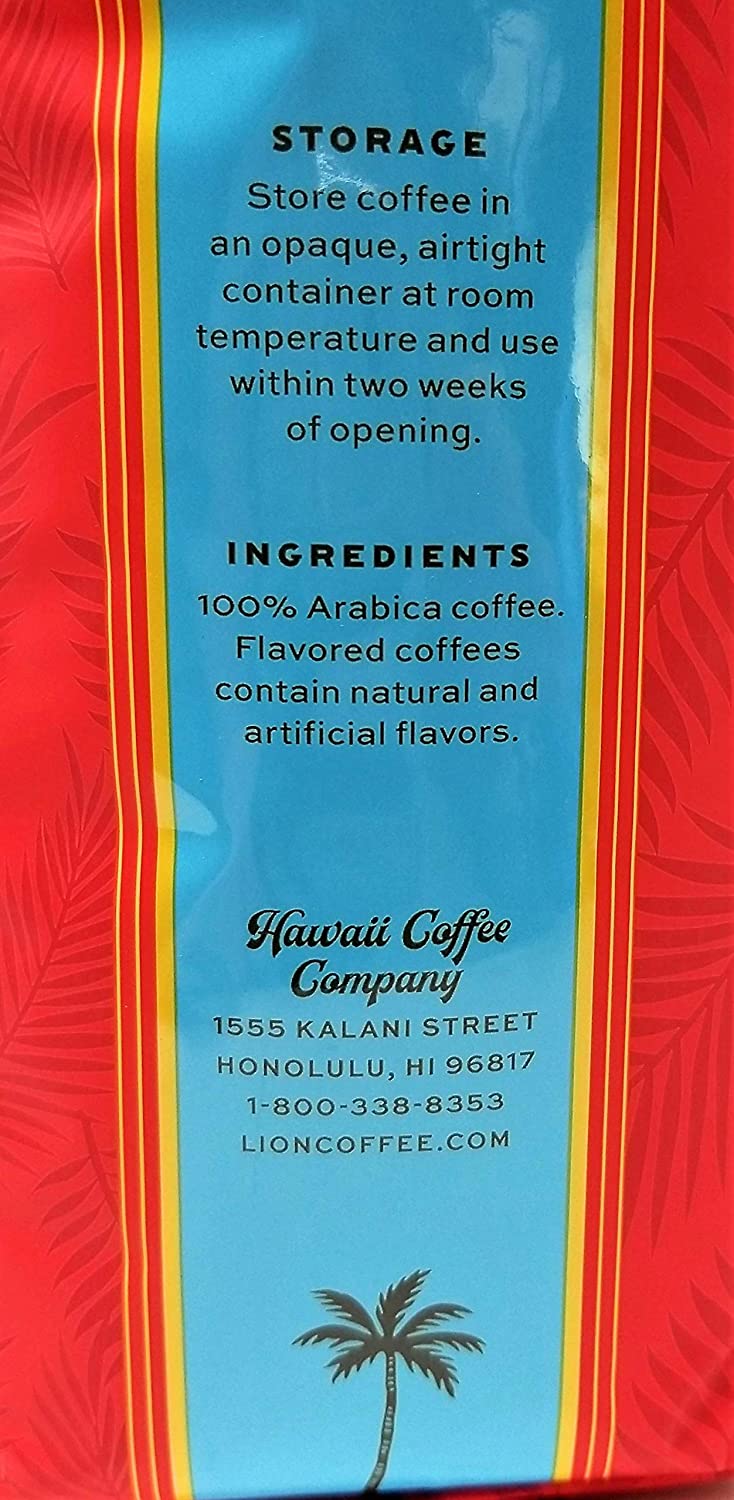 STORAGE
Store coffee in
an opaque, airtight
container at room
temperature and use
within two weeks
of opening.
INGREDIENTS
100% Arabica coffee.
Flavored coffees
contain natural and
artificial flavors.
Hawaii Coffee
Company
1555 KALANI STREET
HONOLULU, HI 96817
1-800-338-8353
LIONCOFFEE.COM